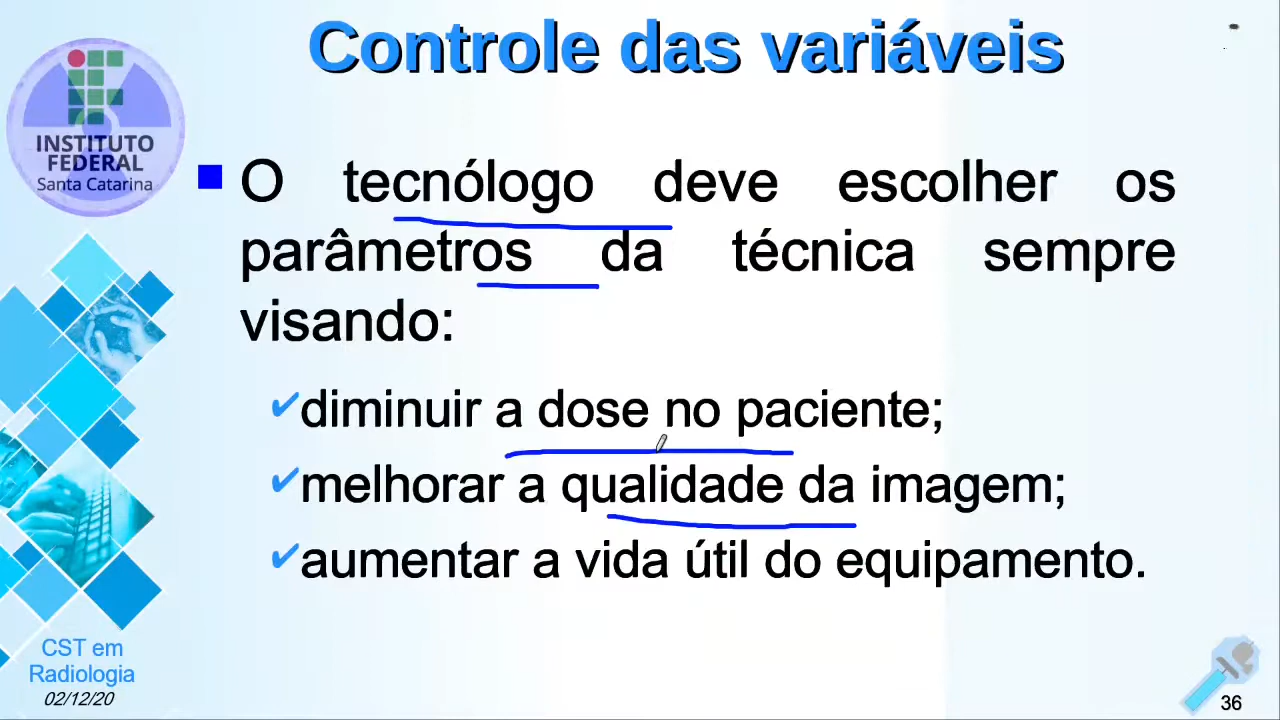 Controle das variáveis
INSTITUTO
FEDERAL
Santa Catarina
O tecnólogo deve escolher os
parâmetros da técnica sempre
visando:
diminuir a dose no paciente;
melhorar a qualidade da imagem;
aumentar a vida útil do equipamento.
CST em
Radiologia
02/12/20
36